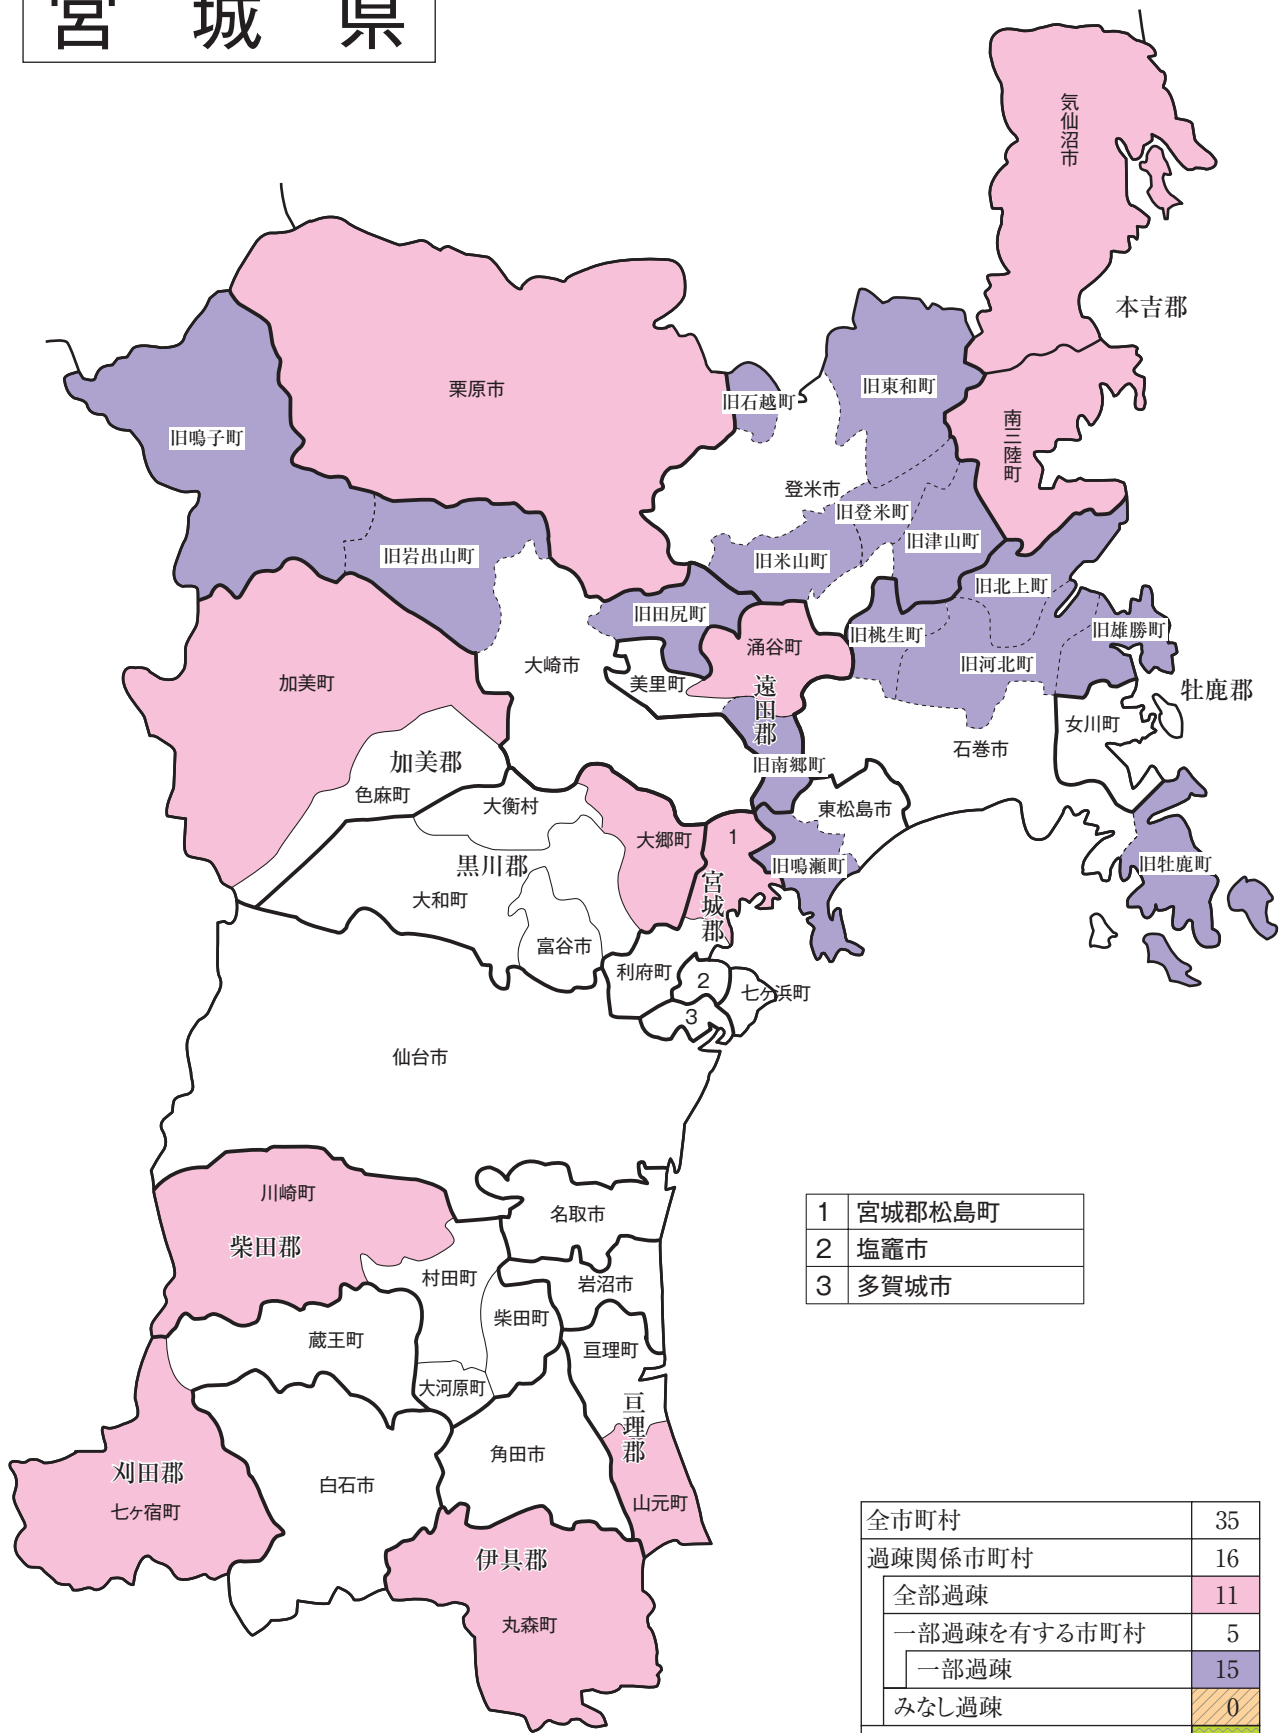 宮城県
気仙沼市
本吉郡
栗原市
旧石越町
旧東和町
南三陸町
旧鳴子町
登米市
旧登米町
旧津山町
旧米山町
旧岩出山町
旧北上町
旧田尻町
旧桃生町
旧雄勝町
涌谷町
旧河北町
大崎市
美里町
遠田郡
加美町
牡鹿郡
女川町
石巻市
加美郡
旧南郷町
色麻町
大衡村
東松島市
大郷町
1
黒川郡
旧鳴瀬町
旧牡鹿町
宮城郡
大和町
富谷市
利府町
2
七ヶ浜町
3
仙台市
川崎町
名取市
柴田郡
村田町
岩沼市
柴田町
蔵王町
亘理町
大河原町
亘理郡
角田市
刈田郡
白石市
七ヶ宿町
山元町
伊具郡
丸森町
1 宮城郡松島町
2 塩竈市
3 多賀城市
全市町村 35
過疎関係市町村 16
全部過疎 11
一部過疎を有する市町村 5
一部過疎 15
みなし過疎 0